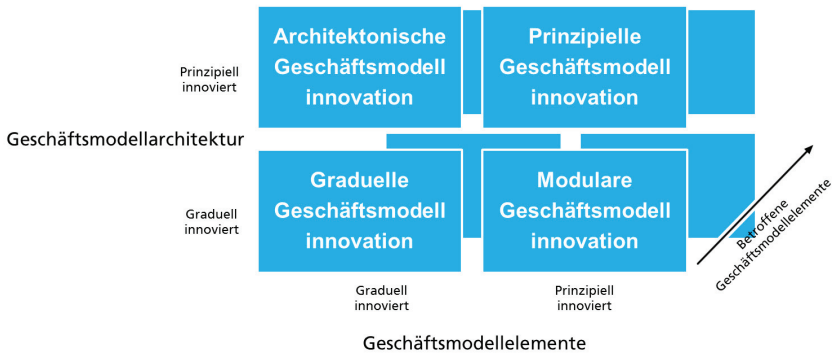 Architektonische
Geschäftsmodell
innovation
Prinzipielle
Geschäftsmodell
innovation
Prinzipiell
innoviert
Geschäftsmodellarchitektur
Graduelle
Geschäftsmodell
innovation
Modulare
Geschäftsmodell
innovation
Graduell
innoviert
Betroffene
Geschäftsmodellelemente
Graduell
innoviert
Prinzipiell
innoviert
Geschäftsmodellelemente